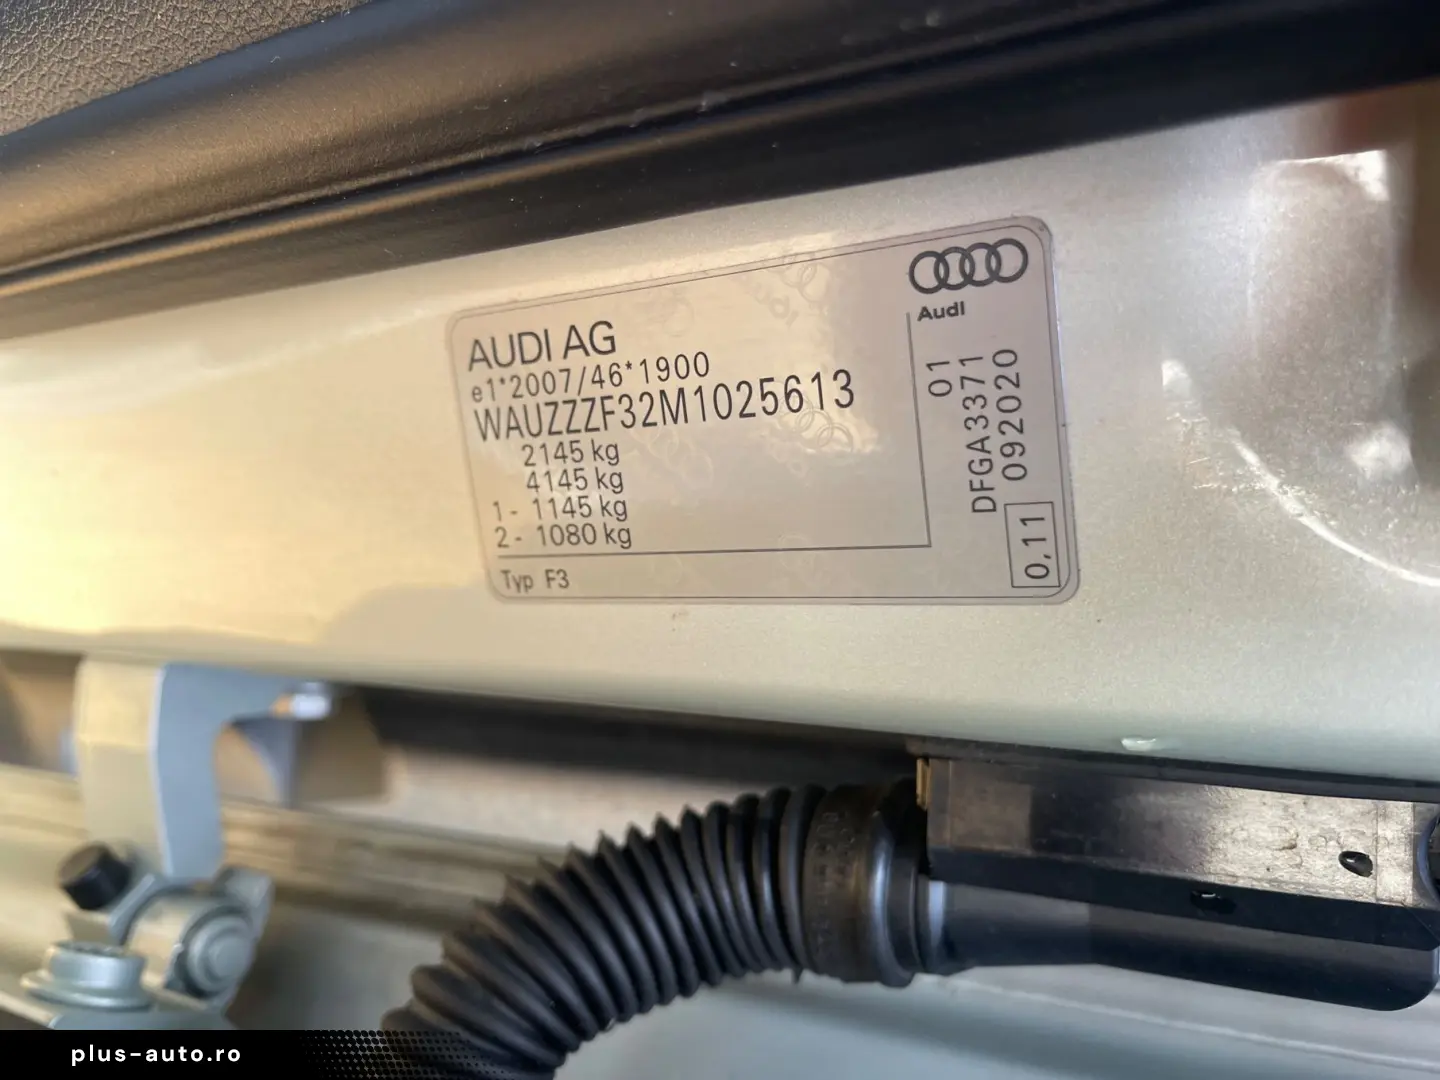 AUDI AG
e1*2007/46*1900
WAUZZZF32M1025613
2145 kg
4145 kg
1 - 1145 kg
2 - 1080 kg
Typ F3
Audi
01
DFGA3371
092020
0,11
plus-auto.ro